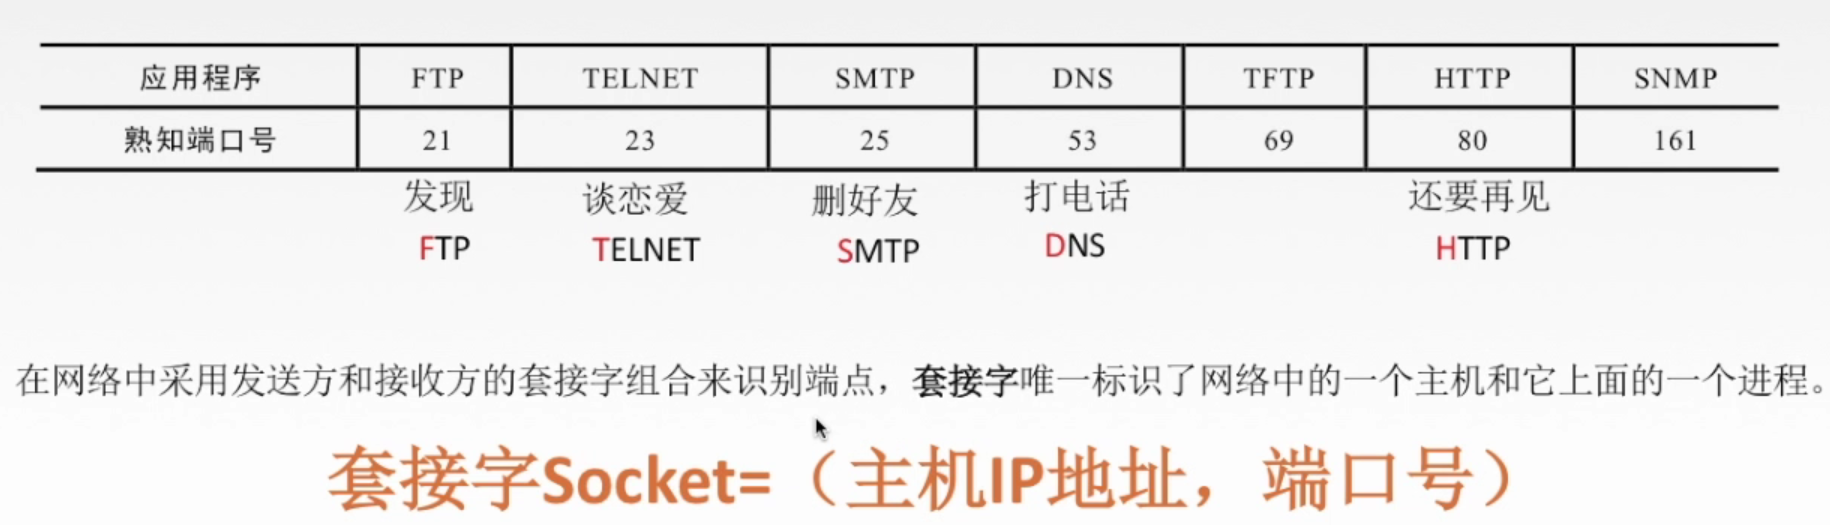 应用程序 FTP TELNET SMTP DNS TFTP HTTP SNMP
熟知端口号 21 23 25 53 69 80 161
发现 谈恋爱 删好友 打电话 还要再见
FTP TELNET SMTP DNS HTTP
在网络中采用发送方和接收方的套接字组合来识别端点，套接字唯一标识了网络中的一个主机和它上面的一个进程。
套接字Socket=（主机IP地址，端口号）